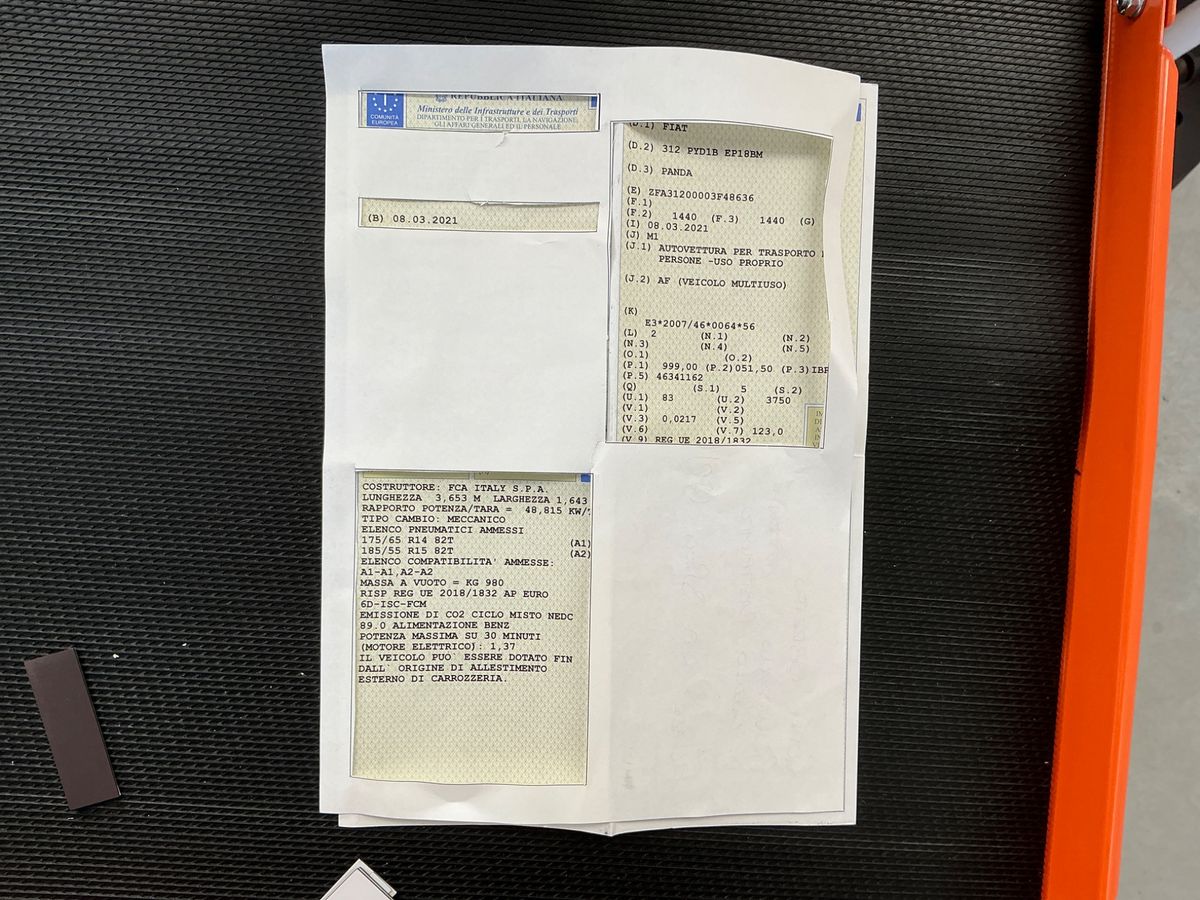 REPUBBLICA ITALIANA
COMUNITÀ
EUROPEA
Ministero delle Infrastrutture e dei Trasporti
DIPARTIMENTO PER I TRASPORTI, LA NAVIGAZIONE,
GLI AFFARI GENERALI ED IL PERSONALE
(B) 08.03.2021
(D.1) FIAT
(D.2) 312 PYD1B EP18BM
(D.3) PANDA
(E) ZFA31200003F48636
(F.1)
(F.2) 1440 (F.3) 1440 (G)
(I) 08.03.2021
(J) M1
(J.1) AUTOVETTURA PER TRASPORTO
PERSONE -USO PROPRIO
(J.2) AF (VEICOLO MULTIUSO)
(K)
E3*2007/46*0064*56
(L) 2 (N.1) (N.2)
(N.3) (N.4) (N.5)
(O.1) (O.2)
(P.1) 999,00 (P.2)051,50 (P.3)IBR
(P.5) 46341162
(Q) (S.1) 5 (S.2)
(U.1) 83 (U.2) 3750
(V.1) (V.2)
(V.3) 0,0217 (V.5)
(V.6) (V.7) 123,0
(V.9) REG UE 2018/1832
COSTRUTTORE: FCA ITALY S.P.A.
LUNGHEZZA 3,653 M LARGHEZZA 1,643
RAPPORTO POTENZA/TARA = 48,815 KW/
TIPO CAMBIO: MECCANICO
ELENCO PNEUMATICI AMMESSI
175/65 R14 82T (A1)
185/55 R15 82T (A2)
ELENCO COMPATIBILITA' AMMESSE:
A1-A1,A2-A2
MASSA A VUOTO = KG 980
RISP REG UE 2018/1832 AP EURO
6D-ISC-FCM
EMISSIONE DI CO2 CICLO MISTO NEDC
89.0 ALIMENTAZIONE BENZ
POTENZA MASSIMA SU 30 MINUTI
(MOTORE ELETTRICO): 1,37
IL VEICOLO PUO` ESSERE DOTATO FIN
DALL` ORIGINE DI ALLESTIMENTO
ESTERNO DI CARROZZERIA.